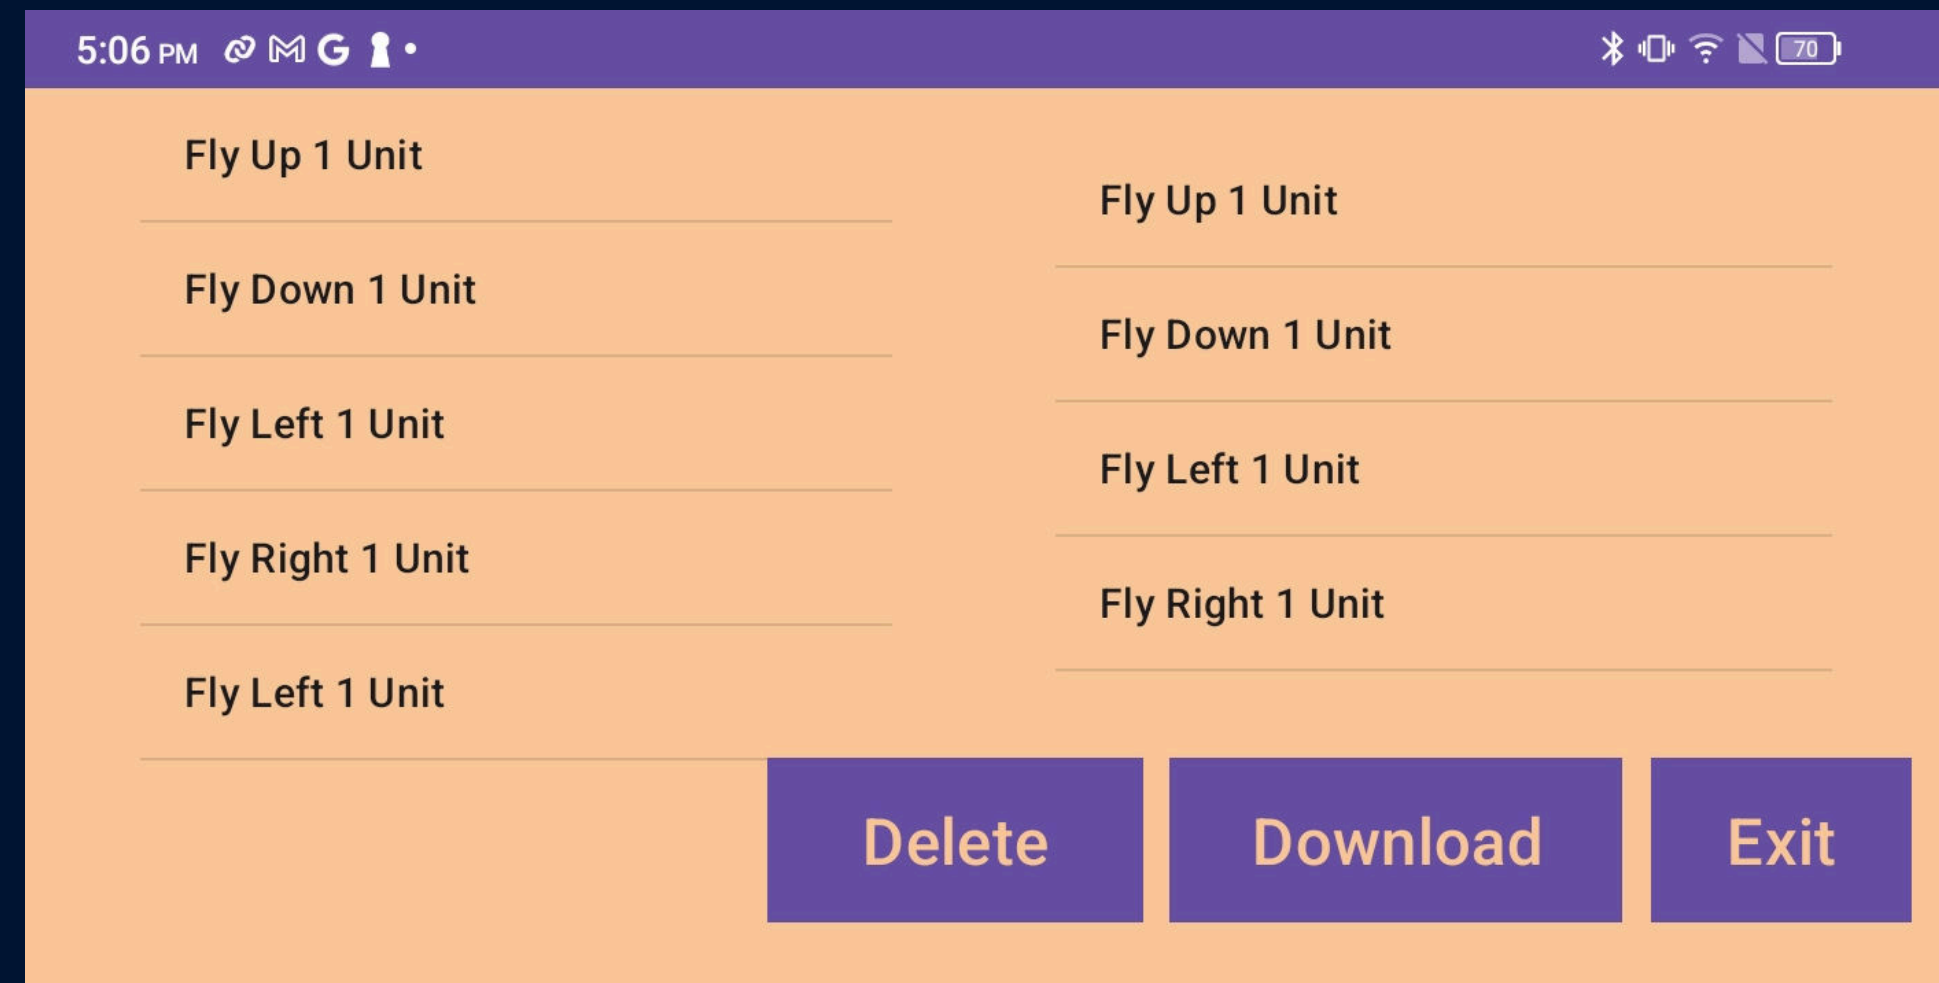 5:06 PM
70
Fly Up 1 Unit
Fly Down 1 Unit
Fly Left 1 Unit
Fly Right 1 Unit
Fly Left 1 Unit
Fly Up 1 Unit
Fly Down 1 Unit
Fly Left 1 Unit
Fly Right 1 Unit
Delete
Download
Exit